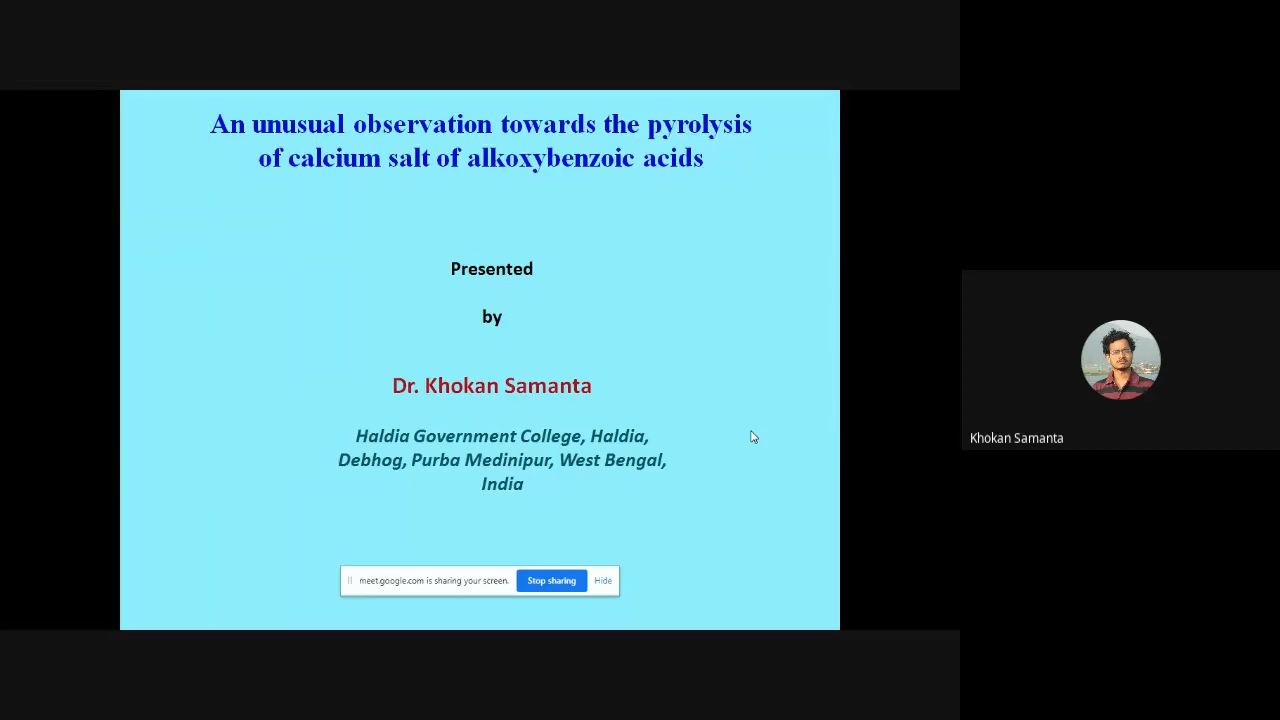 An unusual observation towards the pyrolysis
of calcium salt of alkoxybenzoic acids
Presented
by
Dr. Khokan Samanta
Haldia Government College, Haldia,
Debhog, Purba Medinipur, West Bengal,
India
meet.google.com is sharing your screen. Stop sharing Hide
Khokan Samanta